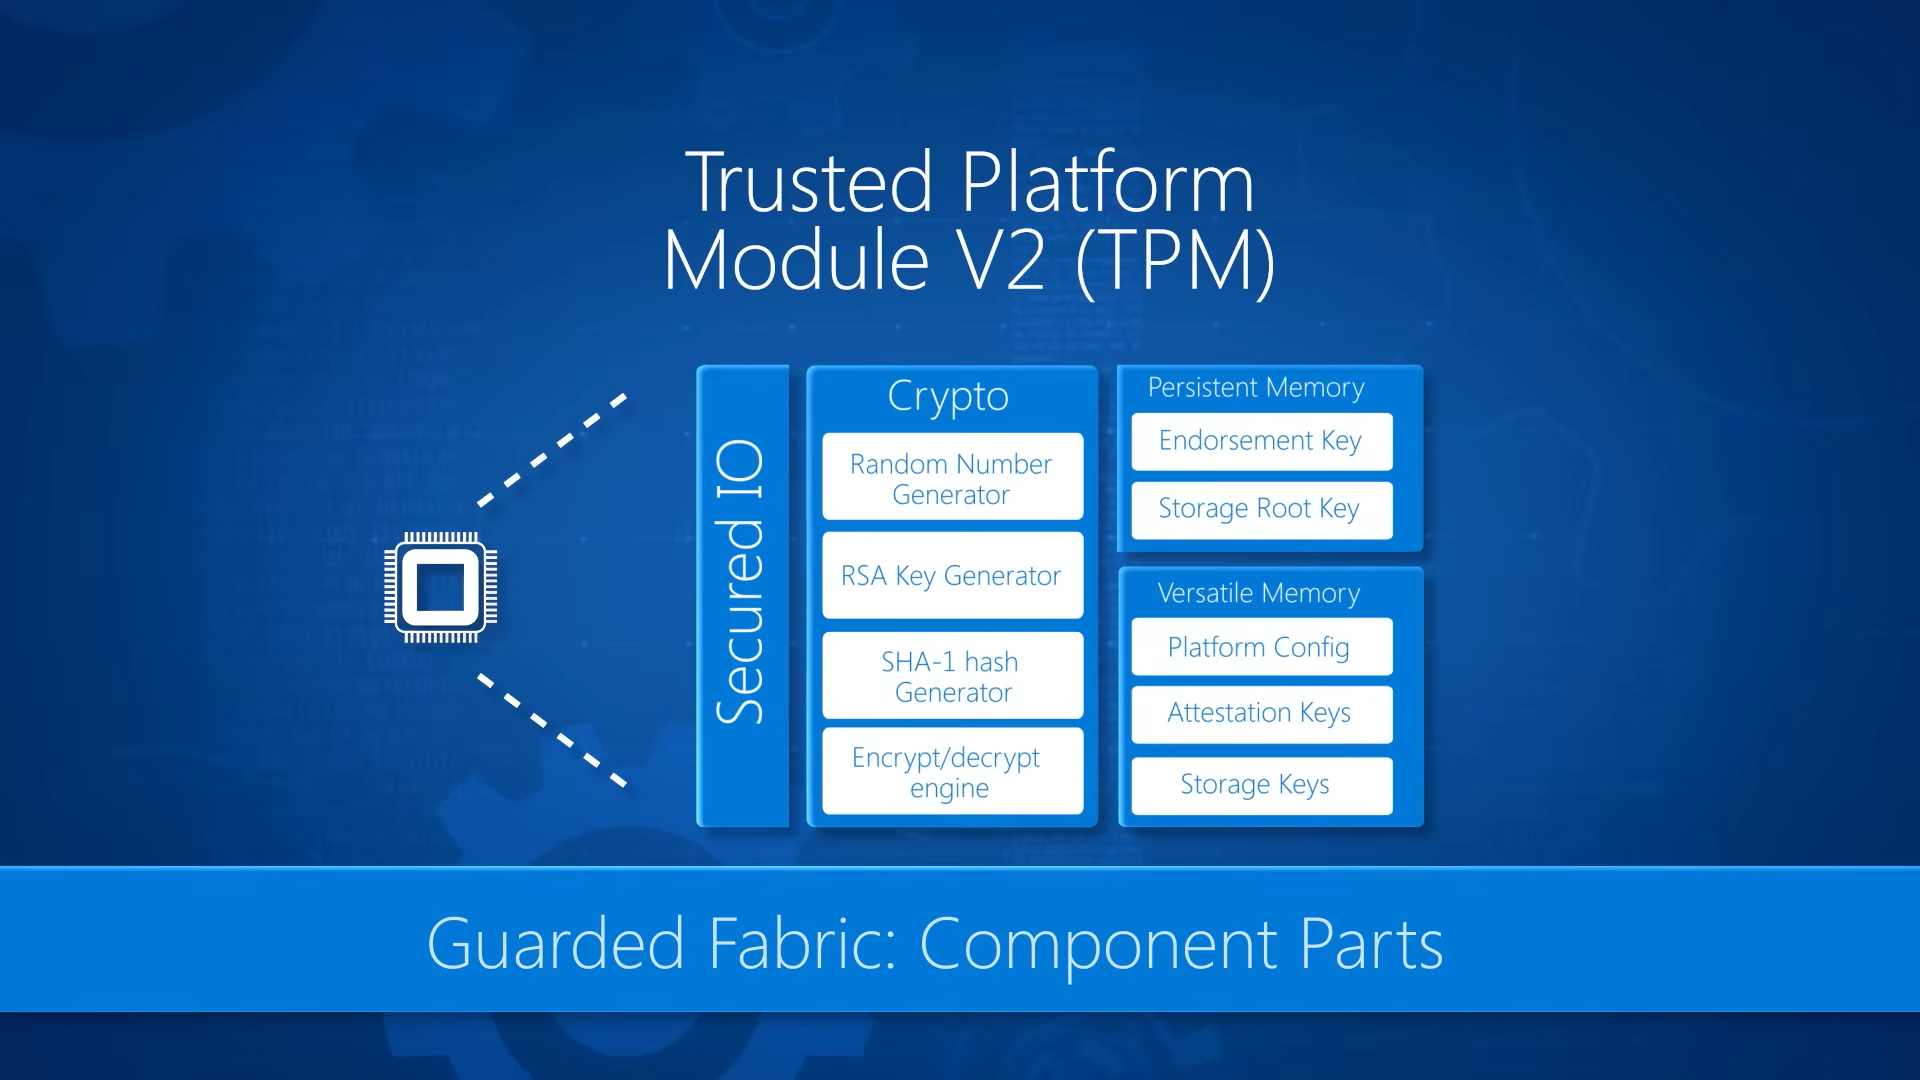 Trusted Platform
Module V2 (TPM)
Secured IO
Crypto
Random Number
Generator
RSA Key Generator
SHA-1 hash
Generator
Encrypt/decrypt
engine
Persistent Memory
Endorsement Key
Storage Root Key
Versatile Memory
Platform Config
Attestation Keys
Storage Keys
Guarded Fabric: Component Parts